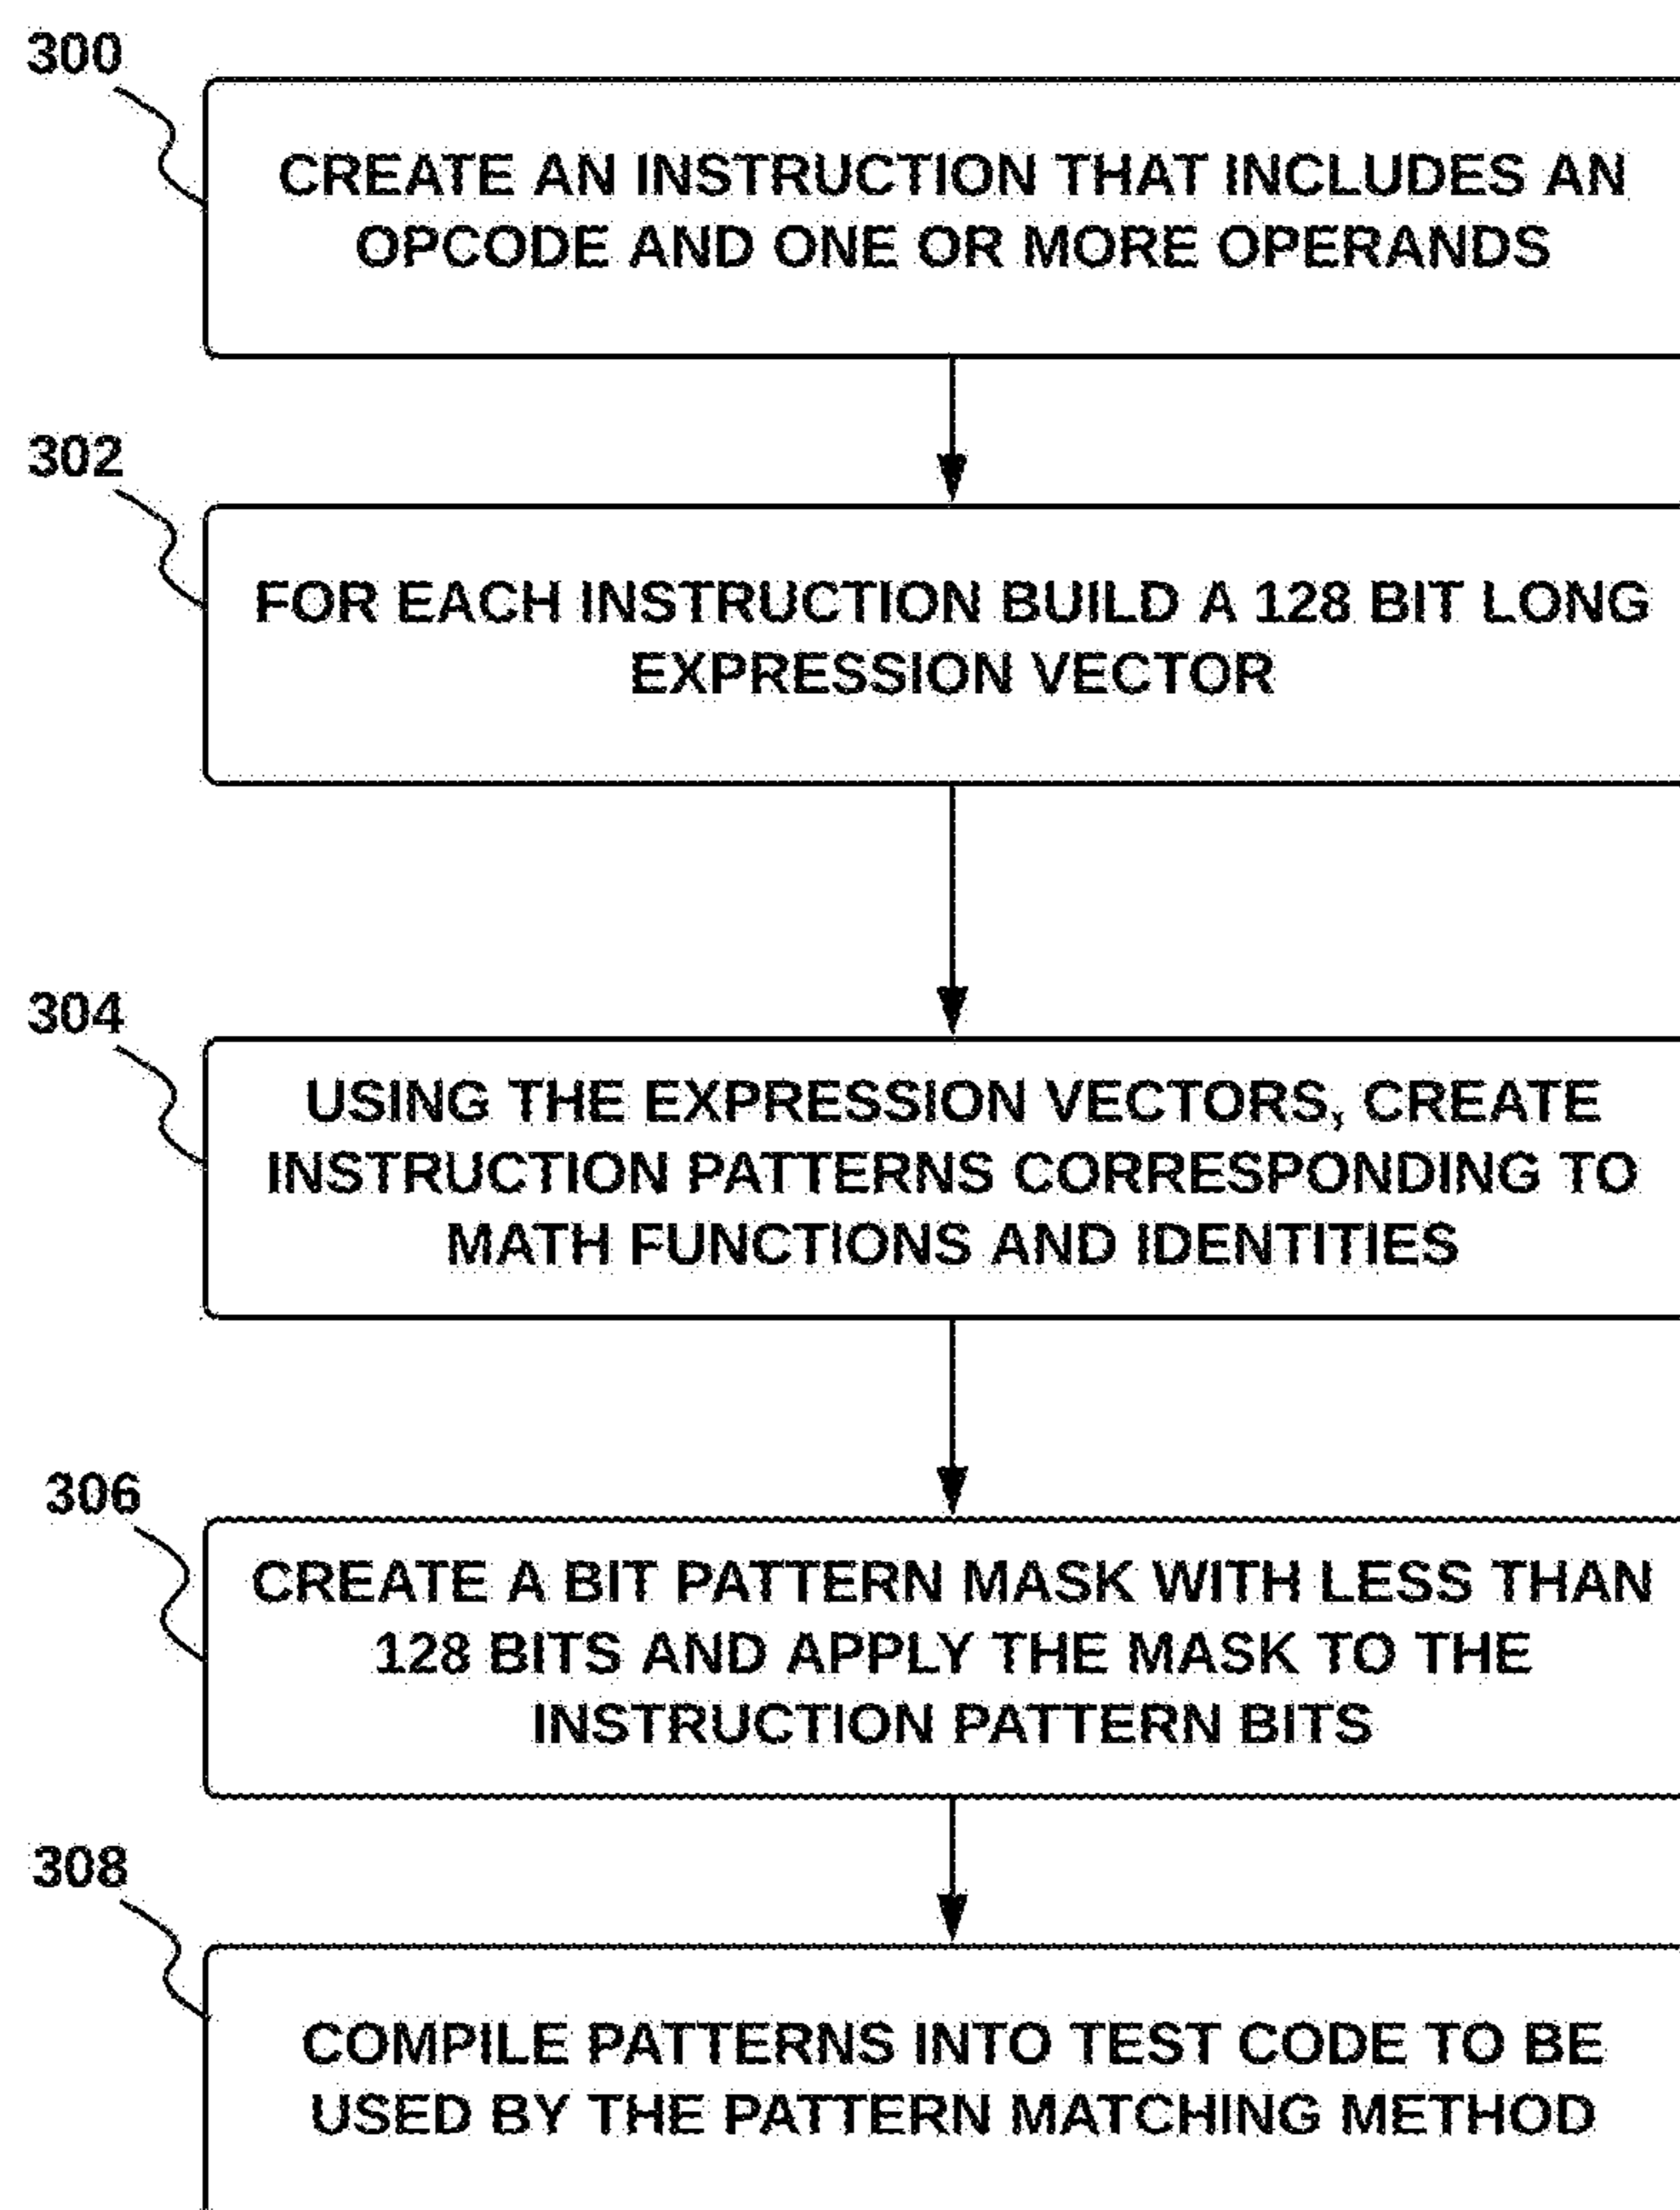 300
CREATE AN INSTRUCTION THAT INCLUDES AN
OPCODE AND ONE OR MORE OPERANDS
302
FOR EACH INSTRUCTION BUILD A 128 BIT LONG
EXPRESSION VECTOR
304
USING THE EXPRESSION VECTORS, CREATE
INSTRUCTION PATTERNS CORRESPONDING TO
MATH FUNCTIONS AND IDENTITIES
306
CREATE A BIT PATTERN MASK WITH LESS THAN
128 BITS AND APPLY THE MASK TO THE
INSTRUCTION PATTERN BITS
308
COMPILE PATTERNS INTO TEST CODE TO BE
USED BY THE PATTERN MATCHING METHOD